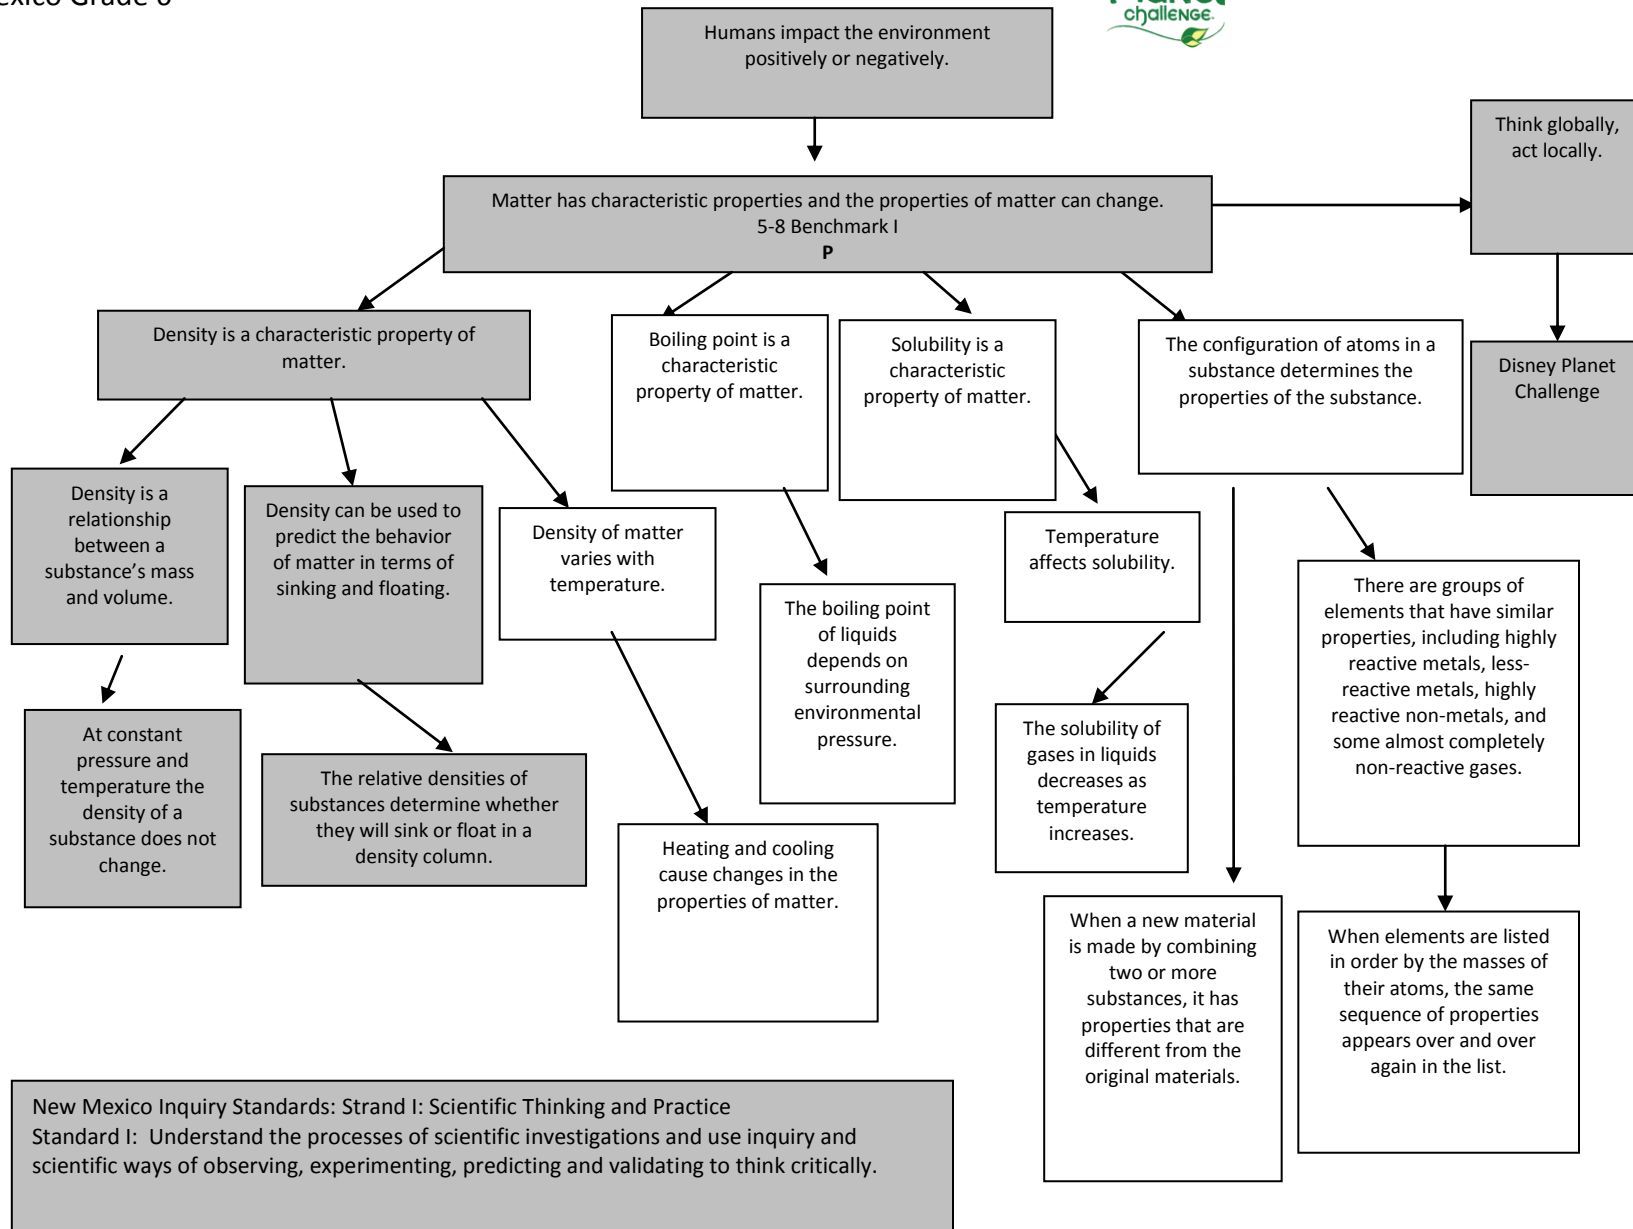 challenge
Humans impact the environment
positively or negatively.
Think globally,
act locally.
Matter has characteristic properties and the properties of matter can change.
5-8 Benchmark I
P
Density is a characteristic property of
matter.
Boiling point is a
characteristic
property of matter.
Solubility is a
characteristic
property of matter.
The configuration of atoms in a
substance determines the
properties of the substance.
Disney Planet
Challenge
Density is a
relationship
between a
substance’s mass
and volume.
Density can be used to
predict the behavior
of matter in terms of
sinking and floating.
Density of matter
varies with
temperature.
Temperature
affects solubility.
The boiling point
of liquids
depends on
surrounding
environmental
pressure.
There are groups of
elements that have similar
properties, including highly
reactive metals, less-
reactive metals, highly
reactive non-metals, and
some almost completely
non-reactive gases.
At constant
pressure and
temperature the
density of a
substance does not
change.
The relative densities of
substances determine whether
they will sink or float in a
density column.
The solubility of
gases in liquids
decreases as
temperature
increases.
Heating and cooling
cause changes in the
properties of matter.
When a new material
is made by combining
two or more
substances, it has
properties that are
different from the
original materials.
When elements are listed
in order by the masses of
their atoms, the same
sequence of properties
appears over and over
again in the list.
New Mexico Inquiry Standards: Strand I: Scientific Thinking and Practice
Standard I:  Understand the processes of scientific investigations and use inquiry and
scientific ways of observing, experimenting, predicting and validating to think critically.